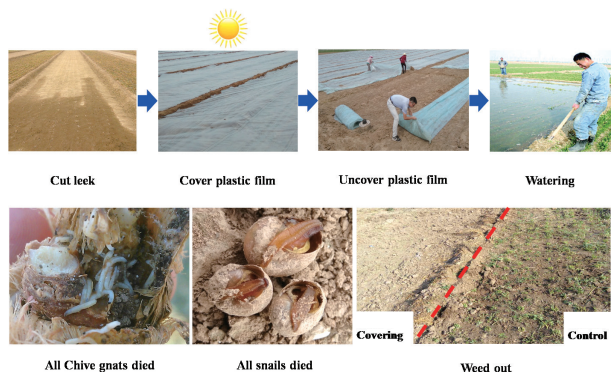 Cut leek
Cover plastic film
Uncover plastic film
Watering
Covering
Control
All Chive gnats died
All snails died
Weed out